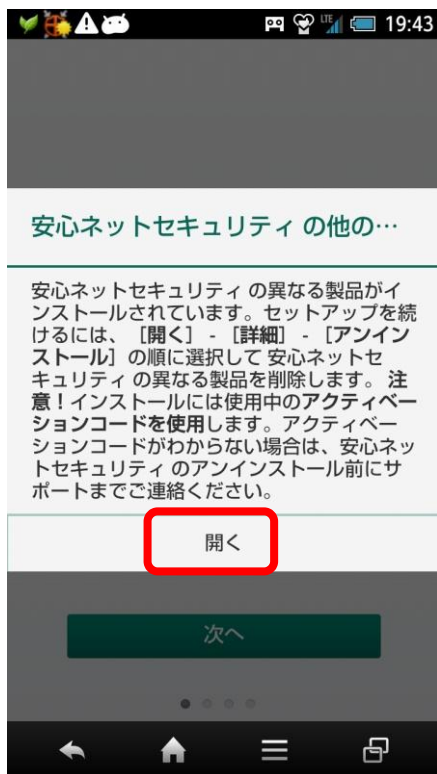 LTE 19:43
安心ネットセキュリティ の他の…
安心ネットセキュリティ の異なる製品がイ
ンストールされています。セットアップを続
けるには、［開く］ - ［詳細］ - ［アンイン
ストール］の順に選択して 安心ネットセ
キュリティ の異なる製品を削除します。 注
意！インストールには使用中のアクティベー
ションコードを使用します。アクティベー
ションコードがわからない場合は、安心ネッ
トセキュリティ のアンインストール前にサ
ポートまでご連絡ください。
開く
次へ